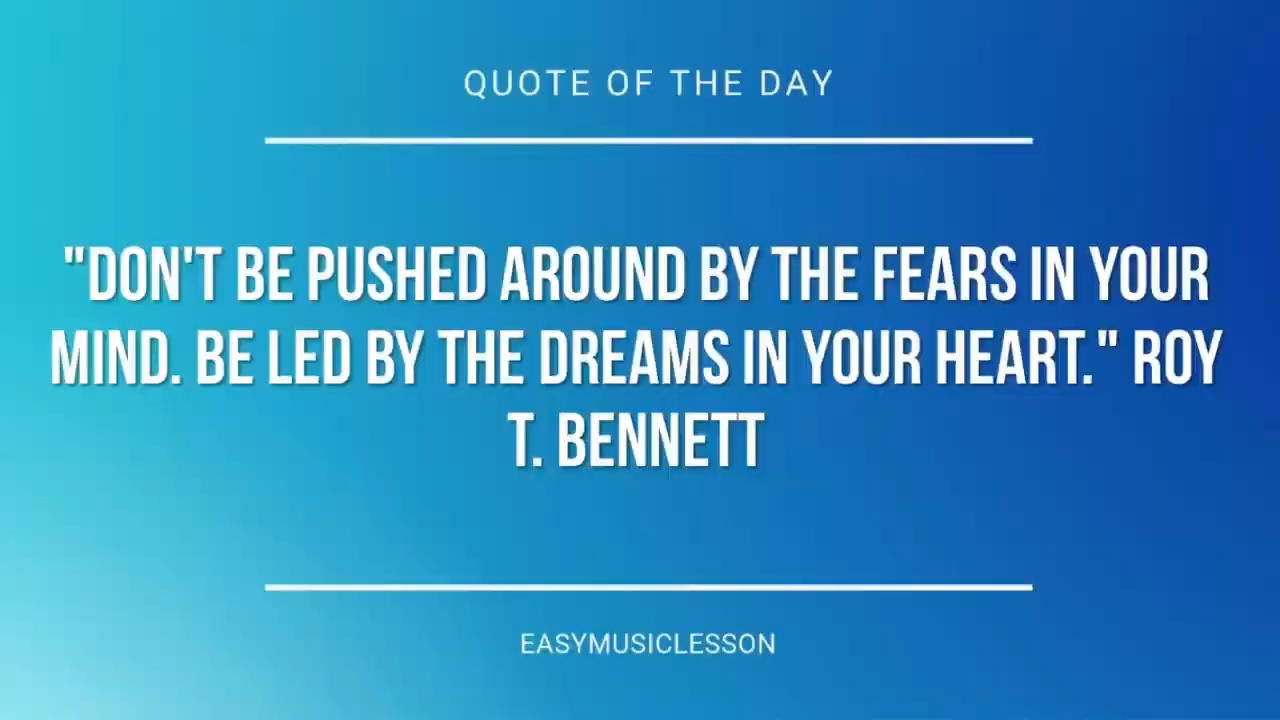 QUOTE OF THE DAY
"DON'T BE PUSHED AROUND BY THE FEARS IN YOUR
MIND. BE LED BY THE DREAMS IN YOUR HEART." ROY
T. BENNETT
EASYMUSICLESSON